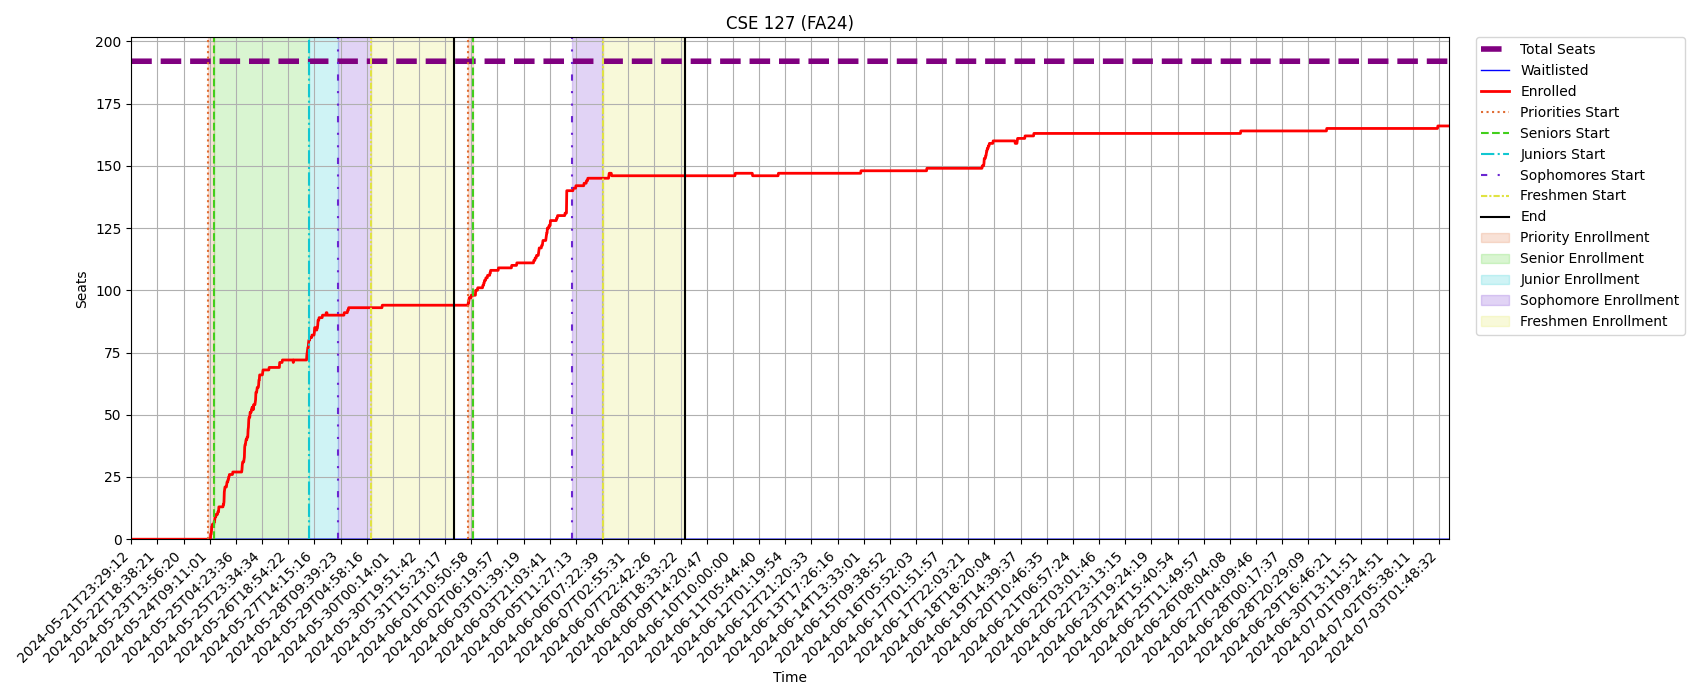 CSE 127 (FA24)
Seats
200
175
150
125
100
75
50
25
0
2024-05-21T23:29:12
2024-05-22T18:38:21
2024-05-23T13:56:20
2024-05-24T09:11:01
2024-05-25T04:23:36
2024-05-25T23:34:34
2024-05-26T18:54:22
2024-05-27T14:15:16
2024-05-28T09:39:23
2024-05-29T04:58:16
2024-05-30T00:14:01
2024-05-30T19:51:42
2024-05-31T15:23:17
2024-06-01T10:50:58
2024-06-02T06:19:57
2024-06-03T01:39:19
2024-06-03T21:03:41
2024-06-05T11:27:13
2024-06-06T07:22:39
2024-06-07T02:55:31
2024-06-07T22:42:26
2024-06-08T18:33:22
2024-06-09T14:20:47
2024-06-10T10:00:00
2024-06-11T05:44:40
2024-06-12T01:19:54
2024-06-12T21:20:33
2024-06-13T17:26:16
2024-06-14T13:33:01
2024-06-15T09:38:52
2024-06-16T05:52:03
2024-06-17T01:51:57
2024-06-17T22:03:21
2024-06-18T18:20:04
2024-06-19T14:39:37
2024-06-20T10:46:35
2024-06-21T06:57:24
2024-06-22T03:01:46
2024-06-22T23:13:15
2024-06-23T19:24:19
2024-06-24T15:40:54
2024-06-25T11:49:57
2024-06-26T08:04:08
2024-06-27T04:09:46
2024-06-28T00:17:37
2024-06-28T20:29:09
2024-06-29T16:46:21
2024-06-30T13:11:51
2024-07-01T09:24:51
2024-07-02T05:38:11
2024-07-03T01:48:32
Time
Total Seats
Waitlisted
Enrolled
Priorities Start
Seniors Start
Juniors Start
Sophomores Start
Freshmen Start
End
Priority Enrollment
Senior Enrollment
Junior Enrollment
Sophomore Enrollment
Freshmen Enrollment